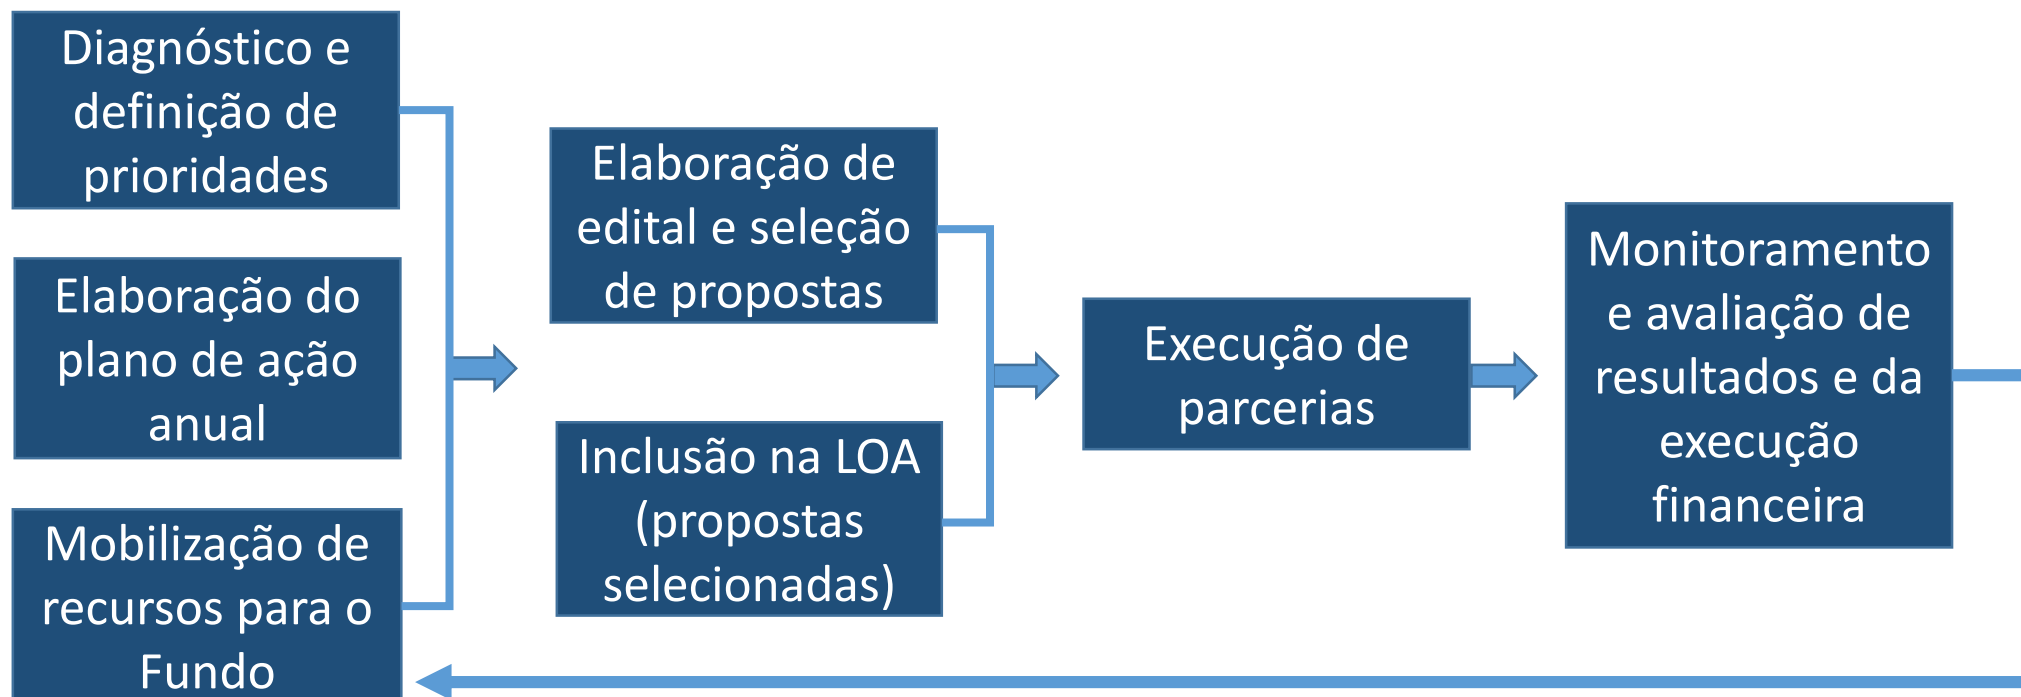 Diagnóstico e
definição de
prioridades
Elaboração do
plano de ação
anual
Mobilização de
recursos para o
Fundo
Elaboração de
edital e seleção
de propostas
Inclusão na LOA
(propostas
selecionadas)
Execução de
parcerias
Monitoramento
e avaliação de
resultados e da
execução
financeira